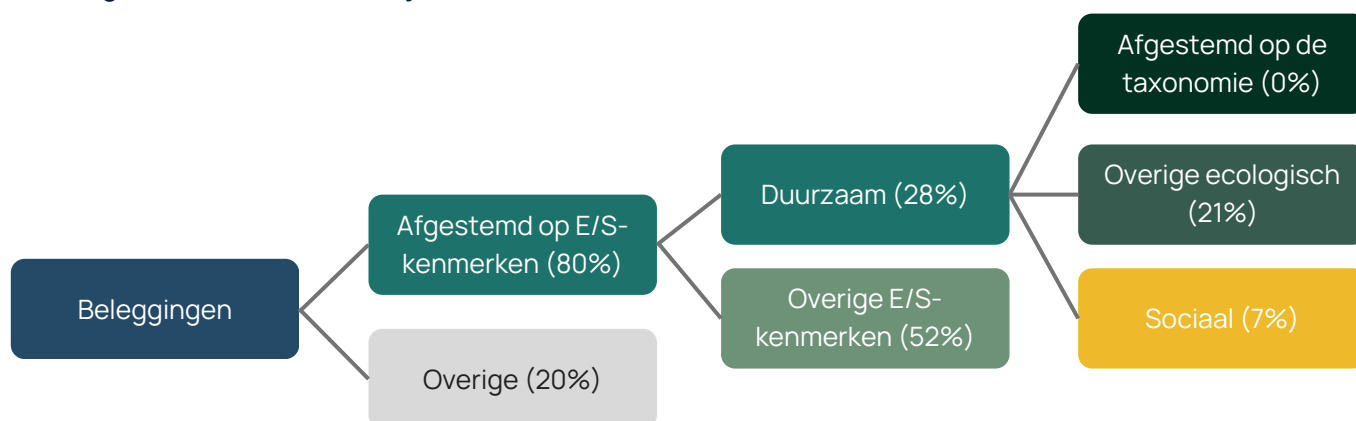 Afgestemd op de
taxonomie (0%)
Duurzaam (28%)
Overige ecologisch
(21%)
Afgestemd op E/S-
kenmerken (80%)
Beleggingen
Overige E/S-
kenmerken (52%)
Sociaal (7%)
Overige (20%)